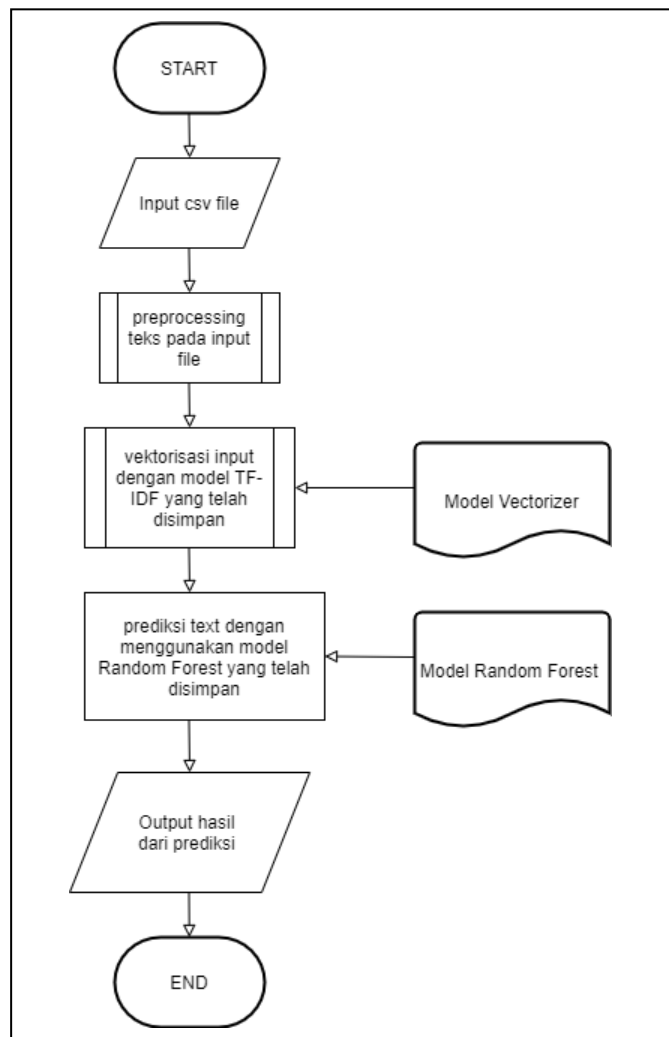 START
Input csv file
preprocessing
teks pada input
file
vektorisasi input
dengan model TF-
IDF yang telah
disimpan
Model Vectorizer
prediksi text dengan
menggunakan model
Random Forest yang telah
disimpan
Model Random Forest
Output hasil
dari prediksi
END